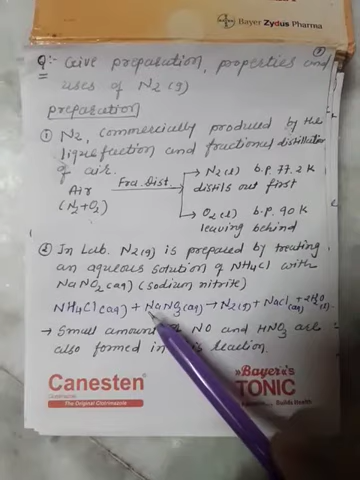 Bayer Zydus Pharma
Q:- Give preparation, properties and
uses of N₂(g)
preparation
① N₂, commercially produced by the
liquefaction and fractional distillation
of air.
Air Fra.Dist. → N₂(l) b.p. 77.2 K
(N₂+O₂) distils out first
→ O₂(l) b.p. 90K
leaving behind
② In Lab. N₂(g) is prepared by treating
an aqueous solution of NH₄Cl with
NaNO₂(aq) (sodium nitrite)
NH₄Cl(aq) + NaNO₃(aq) → N₂(g) + NaCl(aq) + 2H₂O(l).
→ Small amount of NO and HNO₃ are
also formed in this reaction.
Canesten
The Original Clotrimazole
Bayer's
TONIC
Builds Health